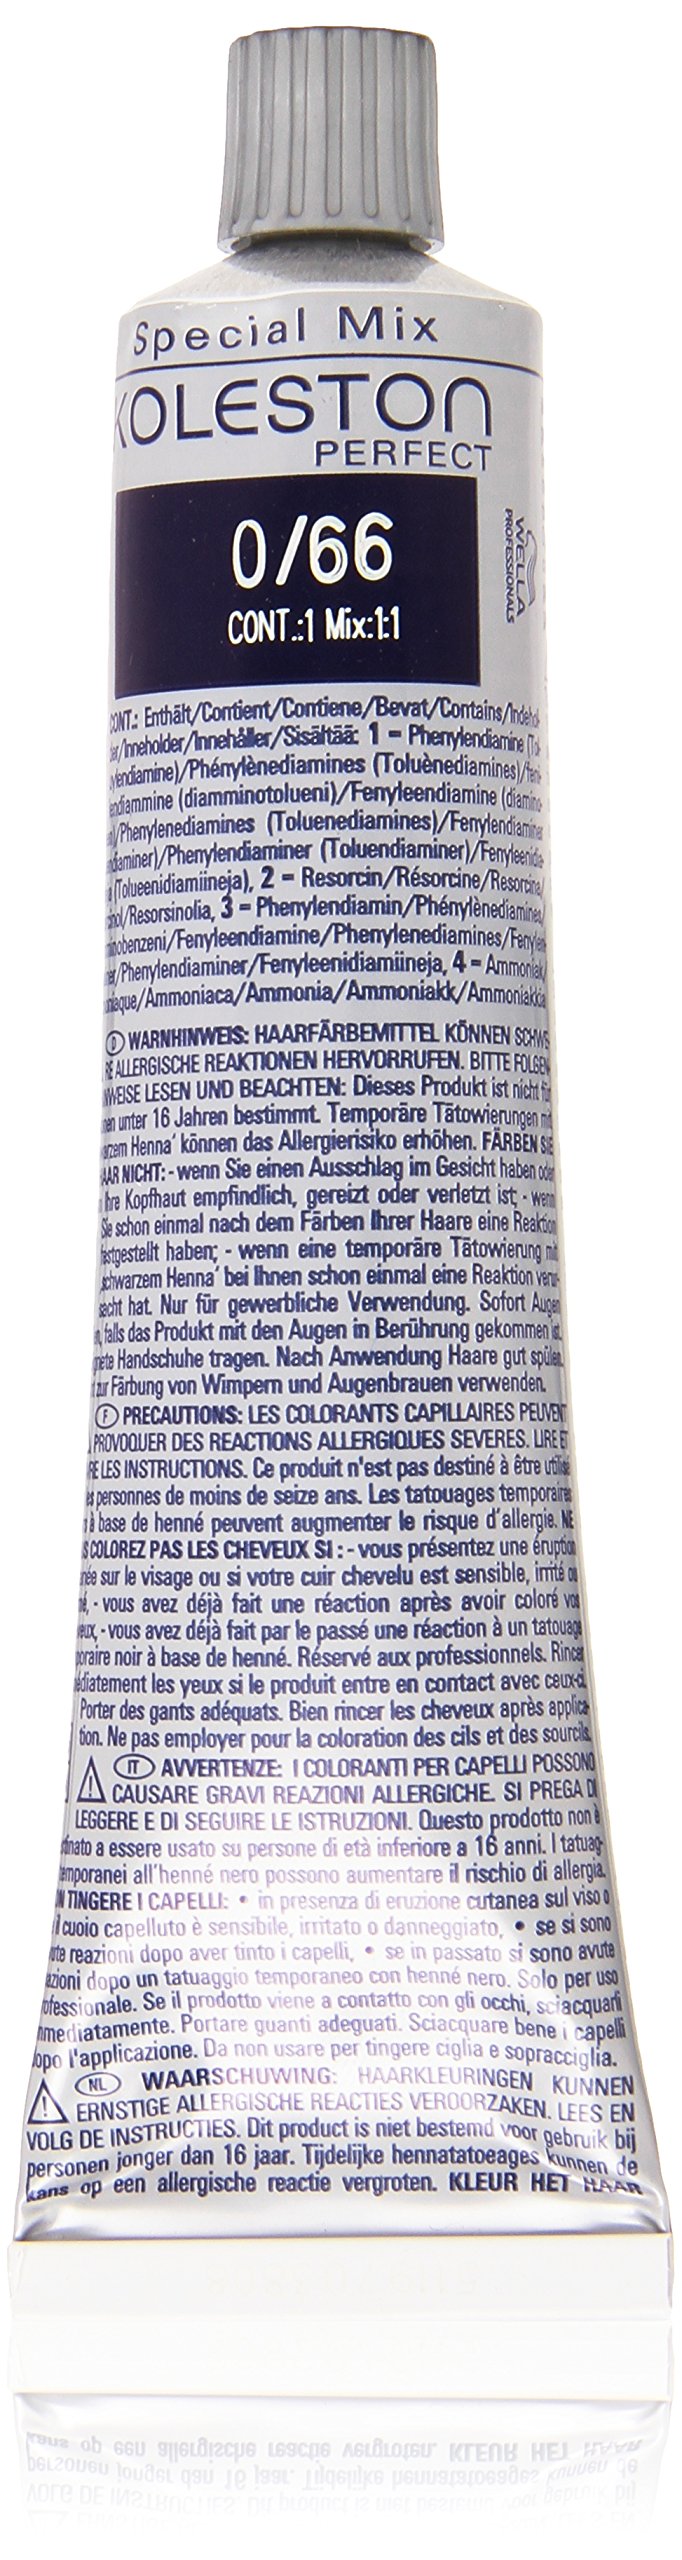 Special Mix
KOLESTON
PERFECT
WELLA
PROFESSIONALS
0/66
CONT.:1 Mix:1:1
CONT.: Enthält/Contient/Contiene/Bevat/Contains/
/Inneholder/Innehåller/Sisältää: 1 = Phenylendiamine
/Phénylènediamines (Toluènediamines)/
(diamminotolueni)/Fenyleendiamine
/Phenylenediamines (Toluenediamines)/
/Phenylendiaminer (Toluendiaminer)/
(Tolueenidiamiineja), 2 = Resorcin/Résorcine/Resorcina/
/Resorsinolia, 3 = Phenylendiamin/Phénylènediamines/
/Fenyleendiamine/Phenylenediamines/
/Phenylendiaminer/Fenyleenidiamiineja, 4 = Ammoniak/
/Ammoniaca/Ammonia/Ammoniakk/Ammoniakkia
D WARNHINWEIS: HAARFÄRBEMITTEL KÖNNEN SCHWE-
RE ALLERGISCHE REAKTIONEN HERVORRUFEN. BITTE FOLGEN
LESEN UND BEACHTEN: Dieses Produkt ist nicht für
unter 16 Jahren bestimmt. Temporäre Tätowierungen mit
Henna' können das Allergierisiko erhöhen. FÄRBEN SIE
HAAR NICHT: - wenn Sie einen Ausschlag im Gesicht haben oder
Ihre Kopfhaut empfindlich, gereizt oder verletzt ist; - wenn
Sie schon einmal nach dem Färben Ihrer Haare eine Reaktion
festgestellt haben; - wenn eine temporäre Tätowierung mit
,schwarzem Henna' bei Ihnen schon einmal eine Reaktion verur-
sacht hat. Nur für gewerbliche Verwendung. Sofort Augen
falls das Produkt mit den Augen in Berührung gekommen ist.
Handschuhe tragen. Nach Anwendung Haare gut spülen.
zur Färbung von Wimpern und Augenbrauen verwenden.
F PRECAUTIONS: LES COLORANTS CAPILLAIRES PEUVENT
PROVOQUER DES REACTIONS ALLERGIQUES SEVERES. LIRE ET
LES INSTRUCTIONS. Ce produit n'est pas destiné à être utilisé
personnes de moins de seize ans. Les tatouages temporaires
à base de henné peuvent augmenter le risque d'allergie. NE
COLOREZ PAS LES CHEVEUX SI : - vous présentez une éruption
sur le visage ou si votre cuir chevelu est sensible, irrité ou
- vous avez déjà fait une réaction après avoir coloré vos
- vous avez déjà fait par le passé une réaction à un tatouage
noir à base de henné. Réservé aux professionnels. Rincer
les yeux si le produit entre en contact avec ceux-ci.
Porter des gants adéquats. Bien rincer les cheveux après applica-
tion. Ne pas employer pour la coloration des cils et des sourcils.
IT AVVERTENZE: I COLORANTI PER CAPELLI POSSONO
CAUSARE GRAVI REAZIONI ALLERGICHE. SI PREGA DI
LEGGERE E DI SEGUIRE LE ISTRUZIONI. Questo prodotto non è
a essere usato su persone di età inferiore a 16 anni. I tatuag-
temporanei all'henné nero possono aumentare il rischio di allergia.
TINGERE I CAPELLI: • in presenza di eruzione cutanea sul viso o
il cuoio capelluto è sensibile, irritato o danneggiato, • se si sono
reazioni dopo aver tinto i capelli, • se in passato si sono avute
dopo un tatuaggio temporaneo con henné nero. Solo per uso
professionale. Se il prodotto viene a contatto con gli occhi, sciacquarli
immediatamente. Portare guanti adeguati. Sciacquare bene i capelli
dopo l'applicazione. Da non usare per tingere ciglia e sopracciglia.
NL WAARSCHUWING: HAARKLEURINGEN KUNNEN
ERNSTIGE ALLERGISCHE REACTIES VEROORZAKEN. LEES EN
VOLG DE INSTRUCTIES. Dit product is niet bestemd voor gebruik bij
personen jonger dan 16 jaar. Tijdelijke hennatatoeages kunnen de
kans op een allergische reactie vergroten. KLEUR HET HAAR